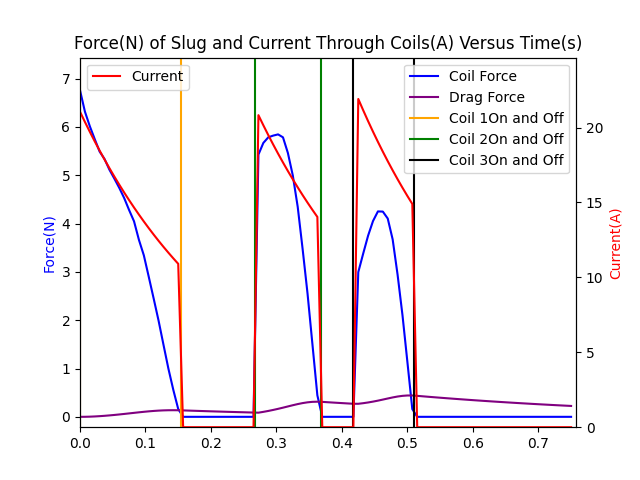 Force(N) of Slug and Current Through Coils(A) Versus Time(s)
Current
Coil Force
Drag Force
Coil 1On and Off
Coil 2On and Off
Coil 3On and Off
Force(N)
7
6
5
4
3
2
1
0
Current(A)
20
15
10
5
0
0.0 0.1 0.2 0.3 0.4 0.5 0.6 0.7